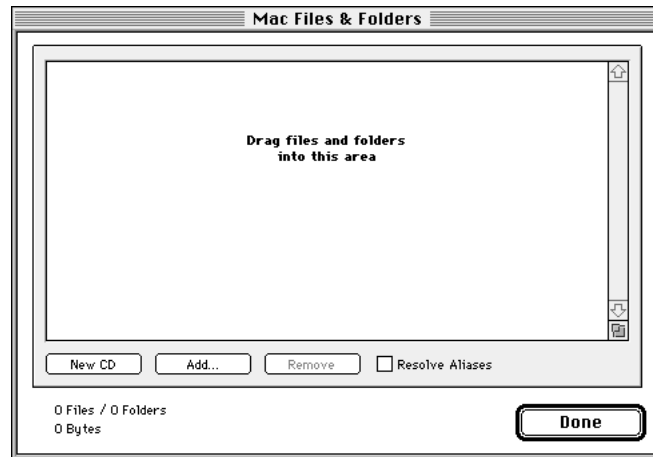 Mac Files & Folders
Drag files and folders
into this area
New CD
Add...
Remove
Resolve Aliases
0 Files / 0 Folders
0 Bytes
Done